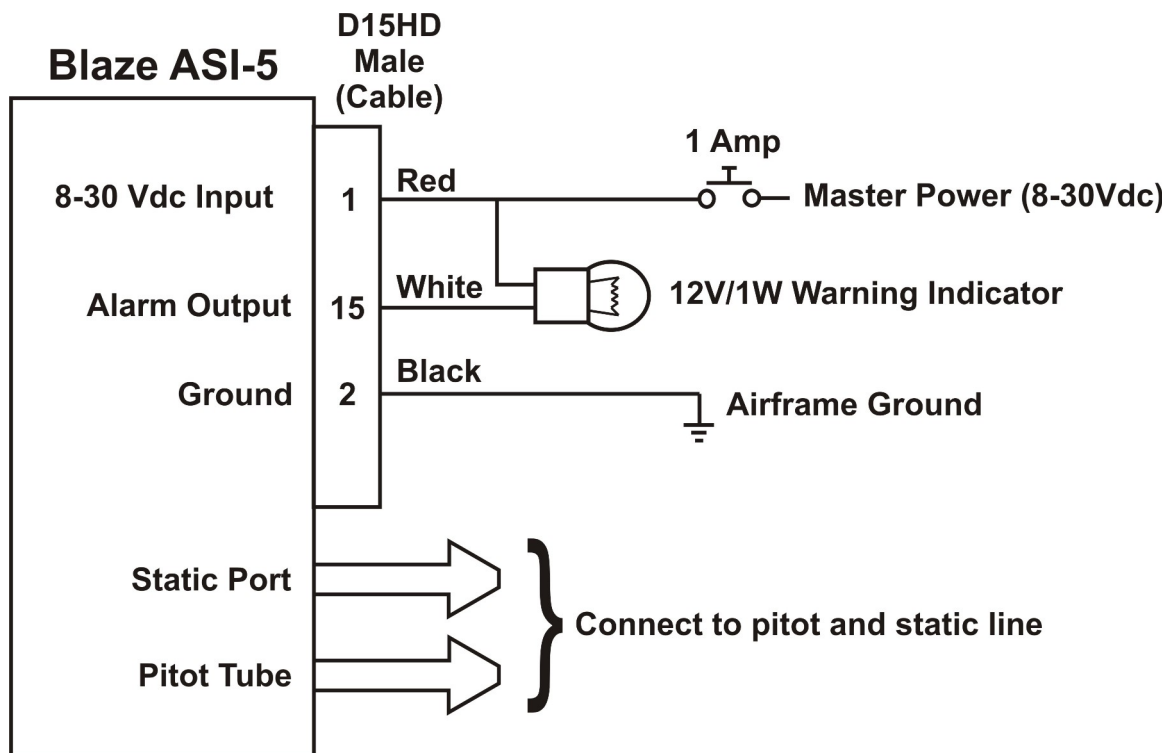 Blaze ASI-5
D15HD
Male
(Cable)
1 Amp
8-30 Vdc Input
1
Red
Master Power (8-30Vdc)
Alarm Output
15
White
12V/1W Warning Indicator
Ground
2
Black
Airframe Ground
Static Port
Connect to pitot and static line
Pitot Tube